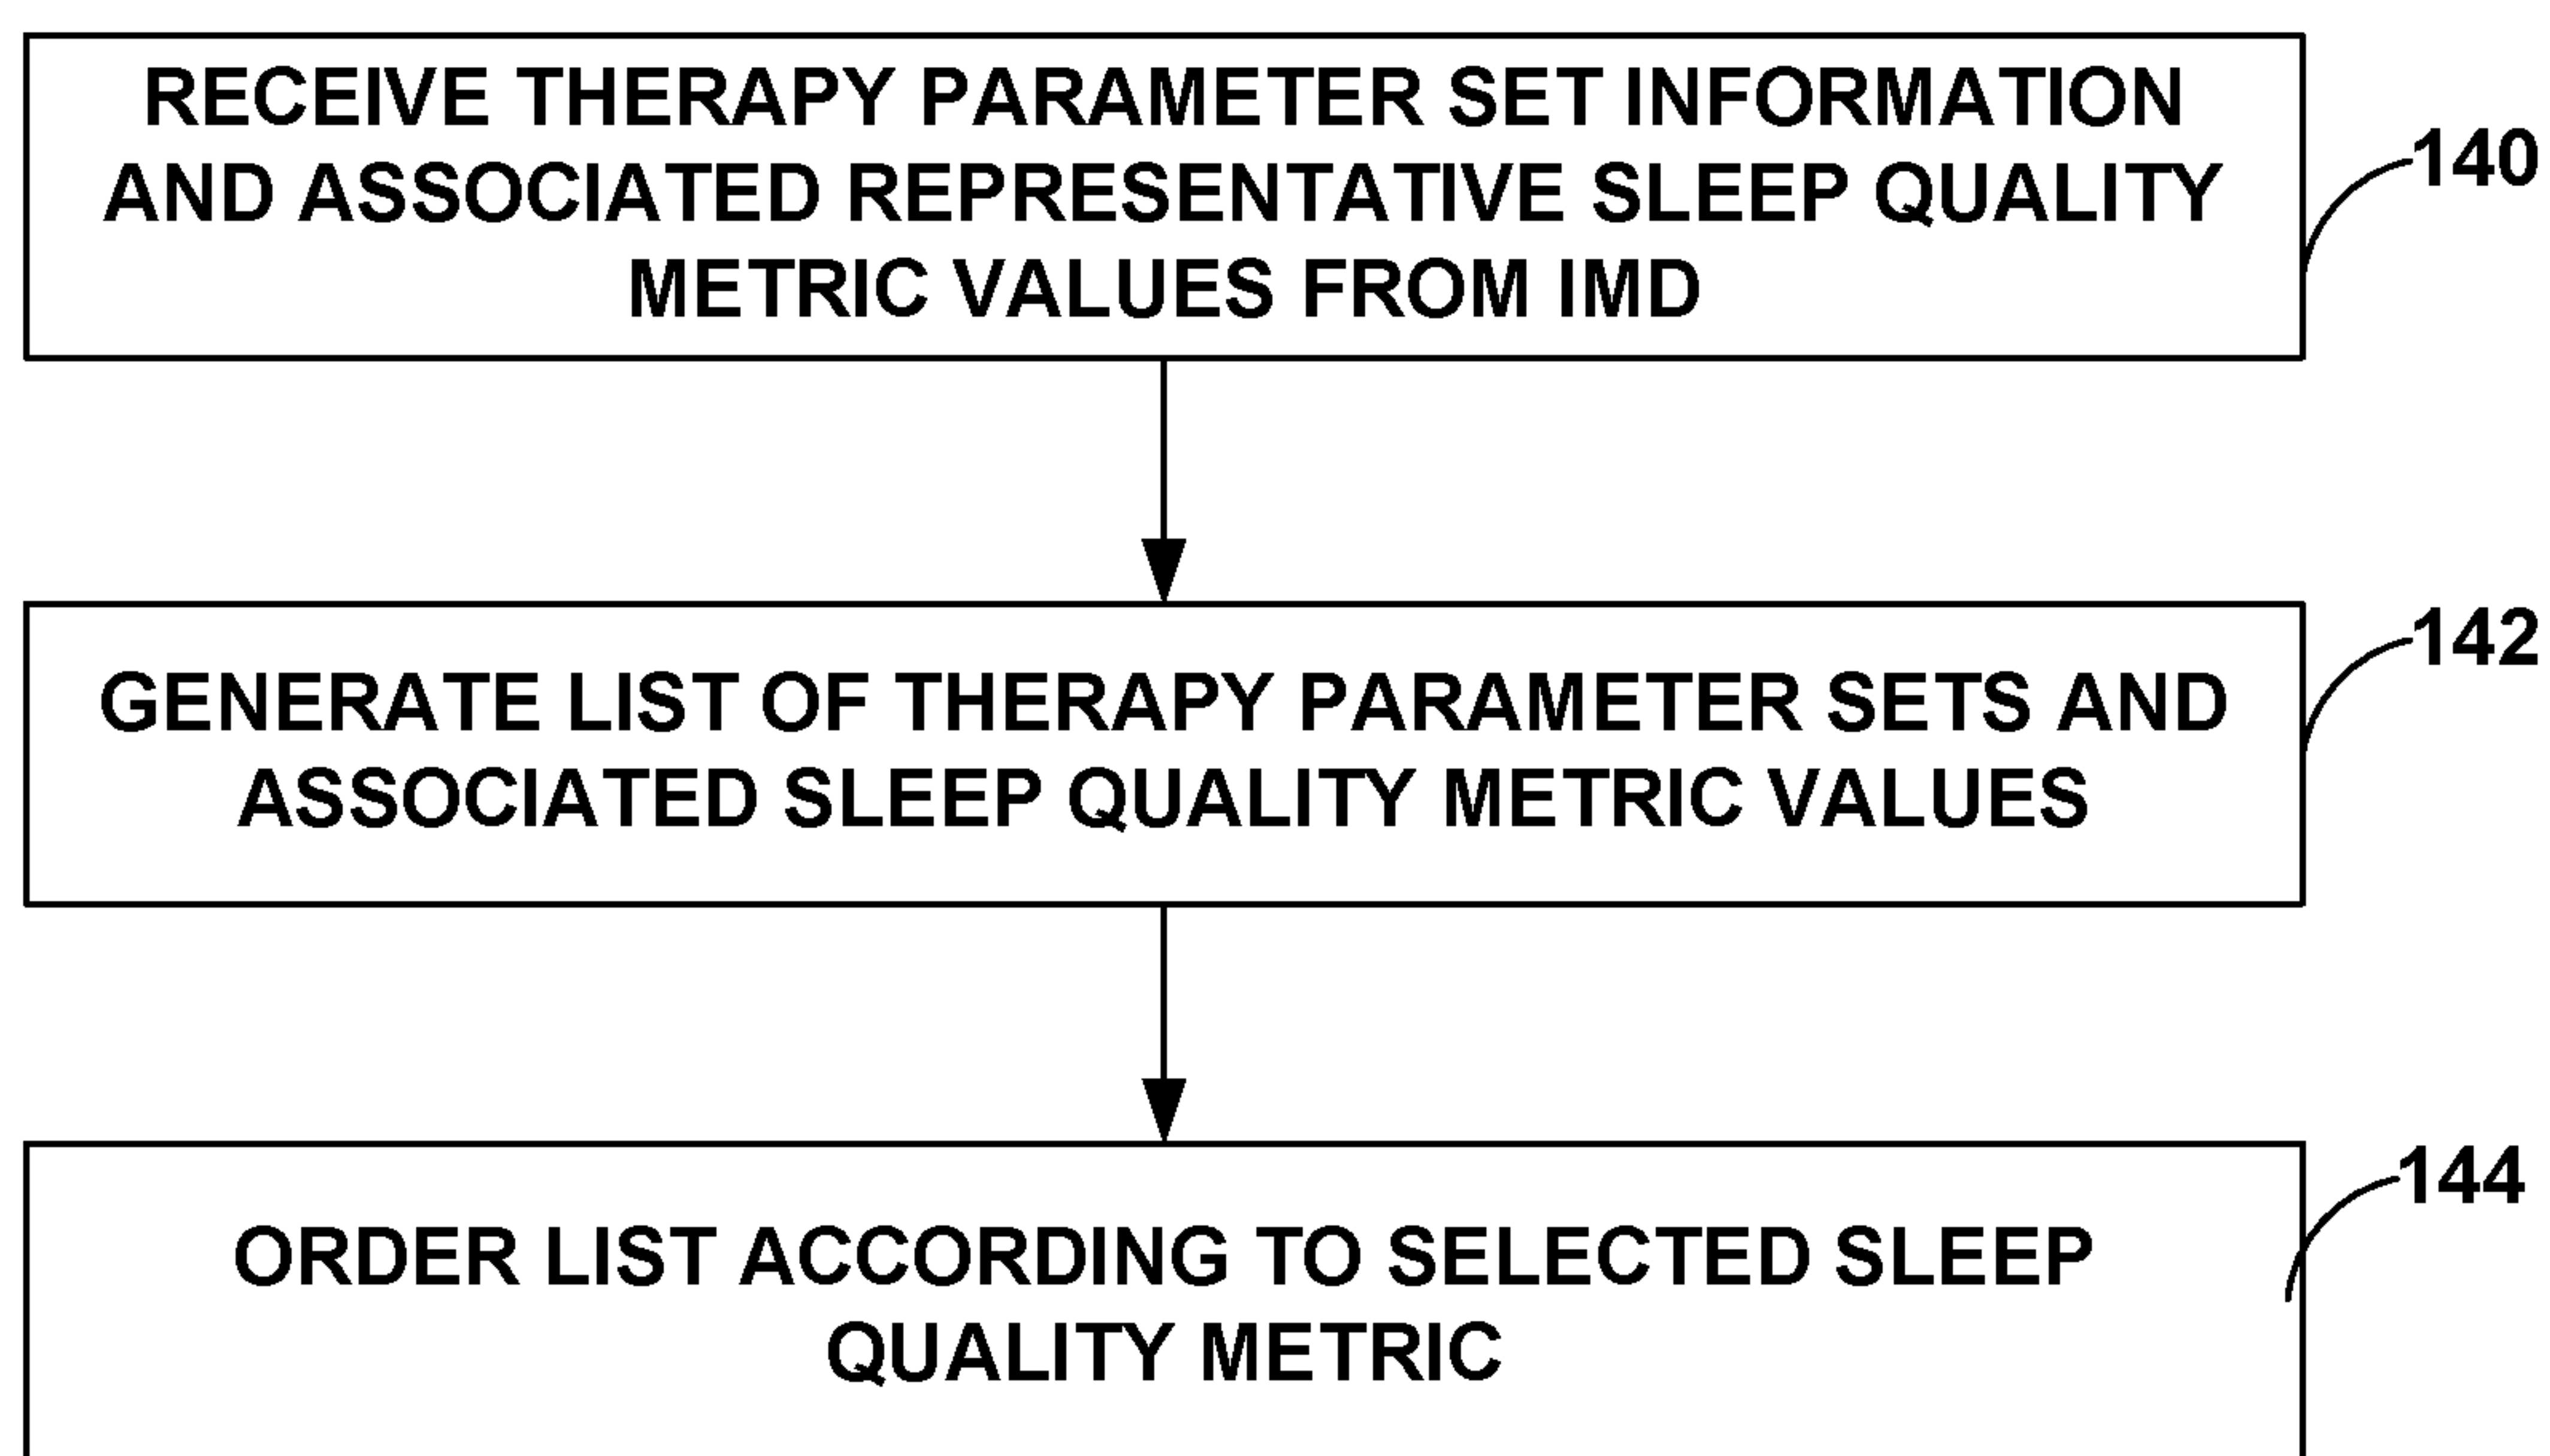 RECEIVE THERAPY PARAMETER SET INFORMATION
AND ASSOCIATED REPRESENTATIVE SLEEP QUALITY
METRIC VALUES FROM IMD
140
GENERATE LIST OF THERAPY PARAMETER SETS AND
ASSOCIATED SLEEP QUALITY METRIC VALUES
142
ORDER LIST ACCORDING TO SELECTED SLEEP
QUALITY METRIC
144